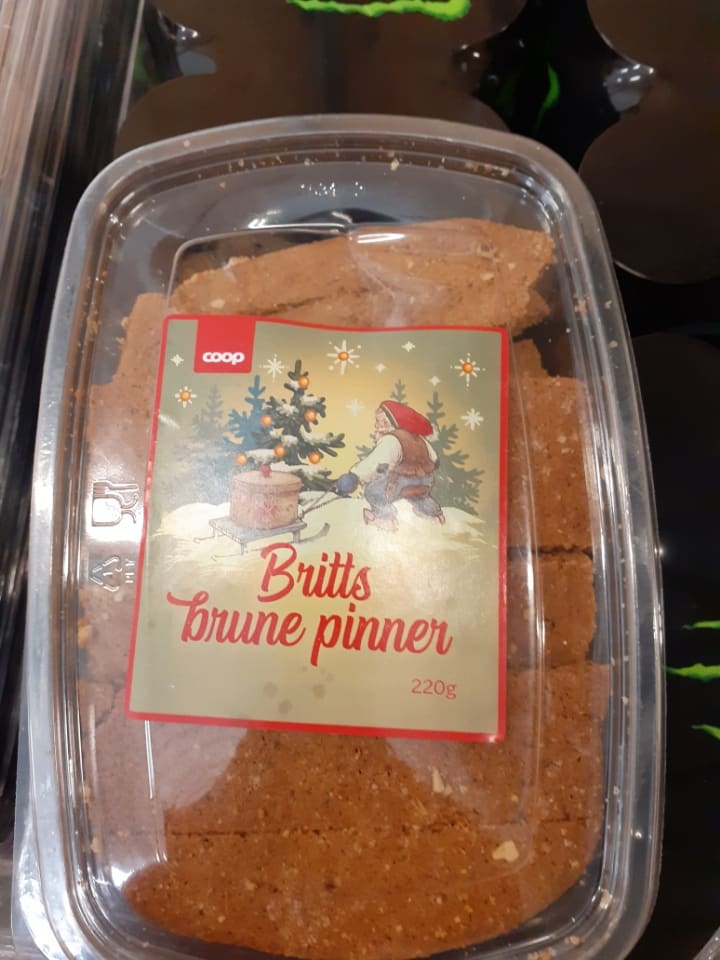 coop
Britts
brune pinner
220g